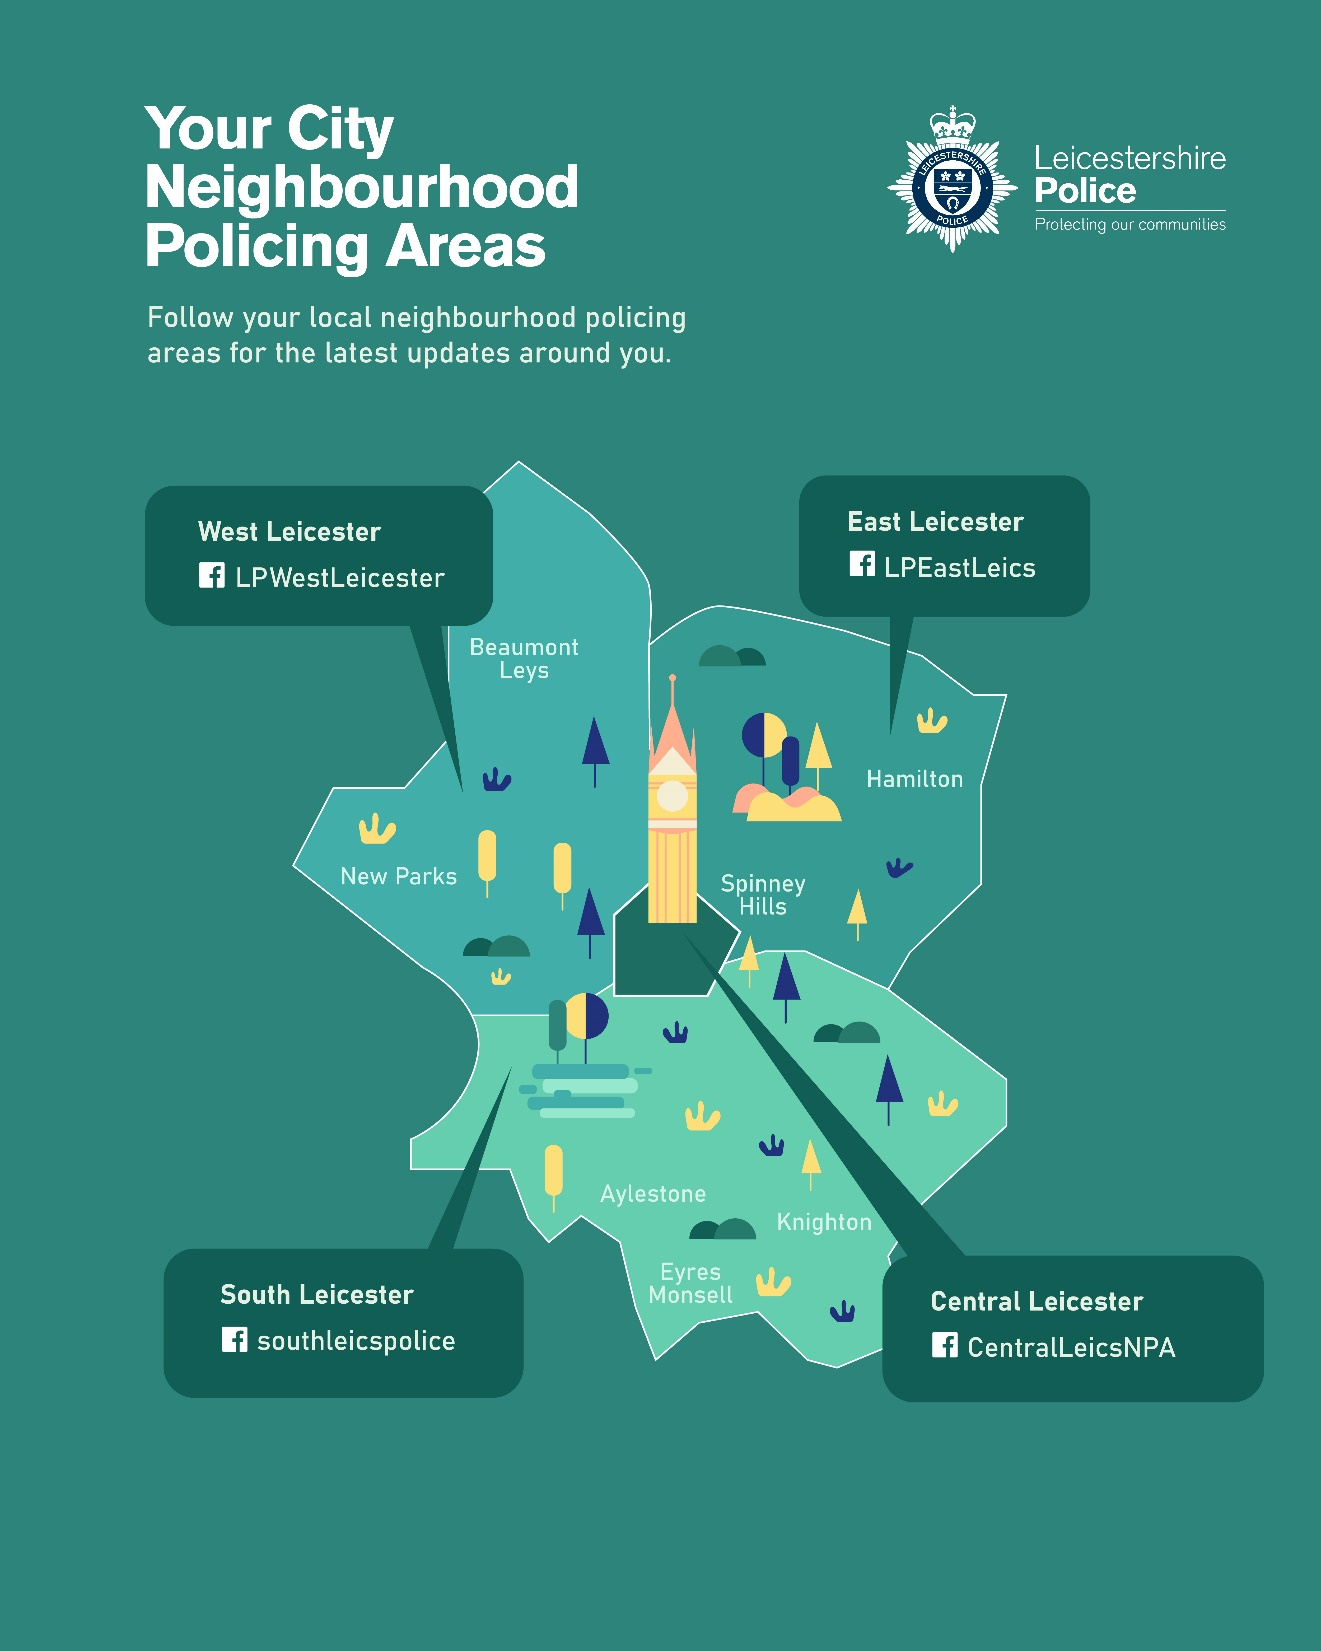 Your City
Neighbourhood
Policing Areas
Follow your local neighbourhood policing
areas for the latest updates around you.
LEICESTERSHIRE
POLICE
Leicestershire
Police
Protecting our communities
West Leicester
LPWestLeicester
East Leicester
LPEastLeics
Beaumont
Leys
Hamilton
New Parks
Spinney
Hills
Aylestone
Knighton
Eyres
Monsell
South Leicester
southleicspolice
Central Leicester
CentralLeicsNPA